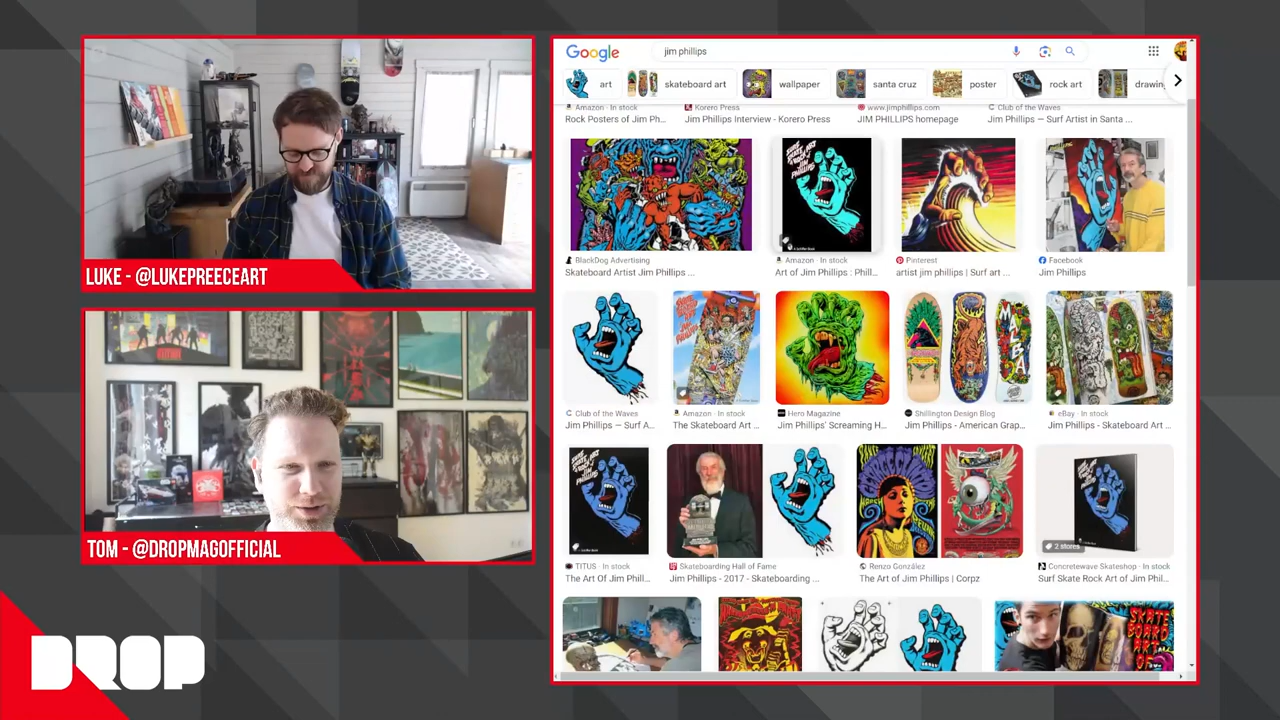 Google
jim phillips
art
skateboard art
wallpaper
santa cruz
poster
rock art
drawing
Amazon · In stock
Korero Press
www.jimphillips.com
Club of the Waves
Rock Posters of Jim Ph...
Jim Phillips Interview - Korero Press
JIM PHILLIPS homepage
Jim Phillips — Surf Artist in Santa ...
BlackDog Advertising
Amazon · In stock
Pinterest
Facebook
Skateboard Artist Jim Phillips ...
Art of Jim Phillips : Phill...
artist jim phillips | Surf art ...
Jim Phillips
LUKE - @LUKEPREECEART
Club of the Waves
Amazon · In stock
Hero Magazine
Shillington Design Blog
eBay · In stock
Jim Phillips — Surf A...
The Skateboard Art ...
Jim Phillips' Screaming H...
Jim Phillips - American Grap...
Jim Phillips - Skateboard Art ...
TOM - @DROPMAGOFFICIAL
2 stores
TITUS · In stock
Skateboarding Hall of Fame
Renzo González
Concretewave Skateshop · In stock
The Art Of Jim Phill...
Jim Phillips - 2017 - Skateboarding ...
The Art of Jim Phillips | Corpz
Surf Skate Rock Art of Jim Phil...
SKATE
BOARD
ART OF
DROP